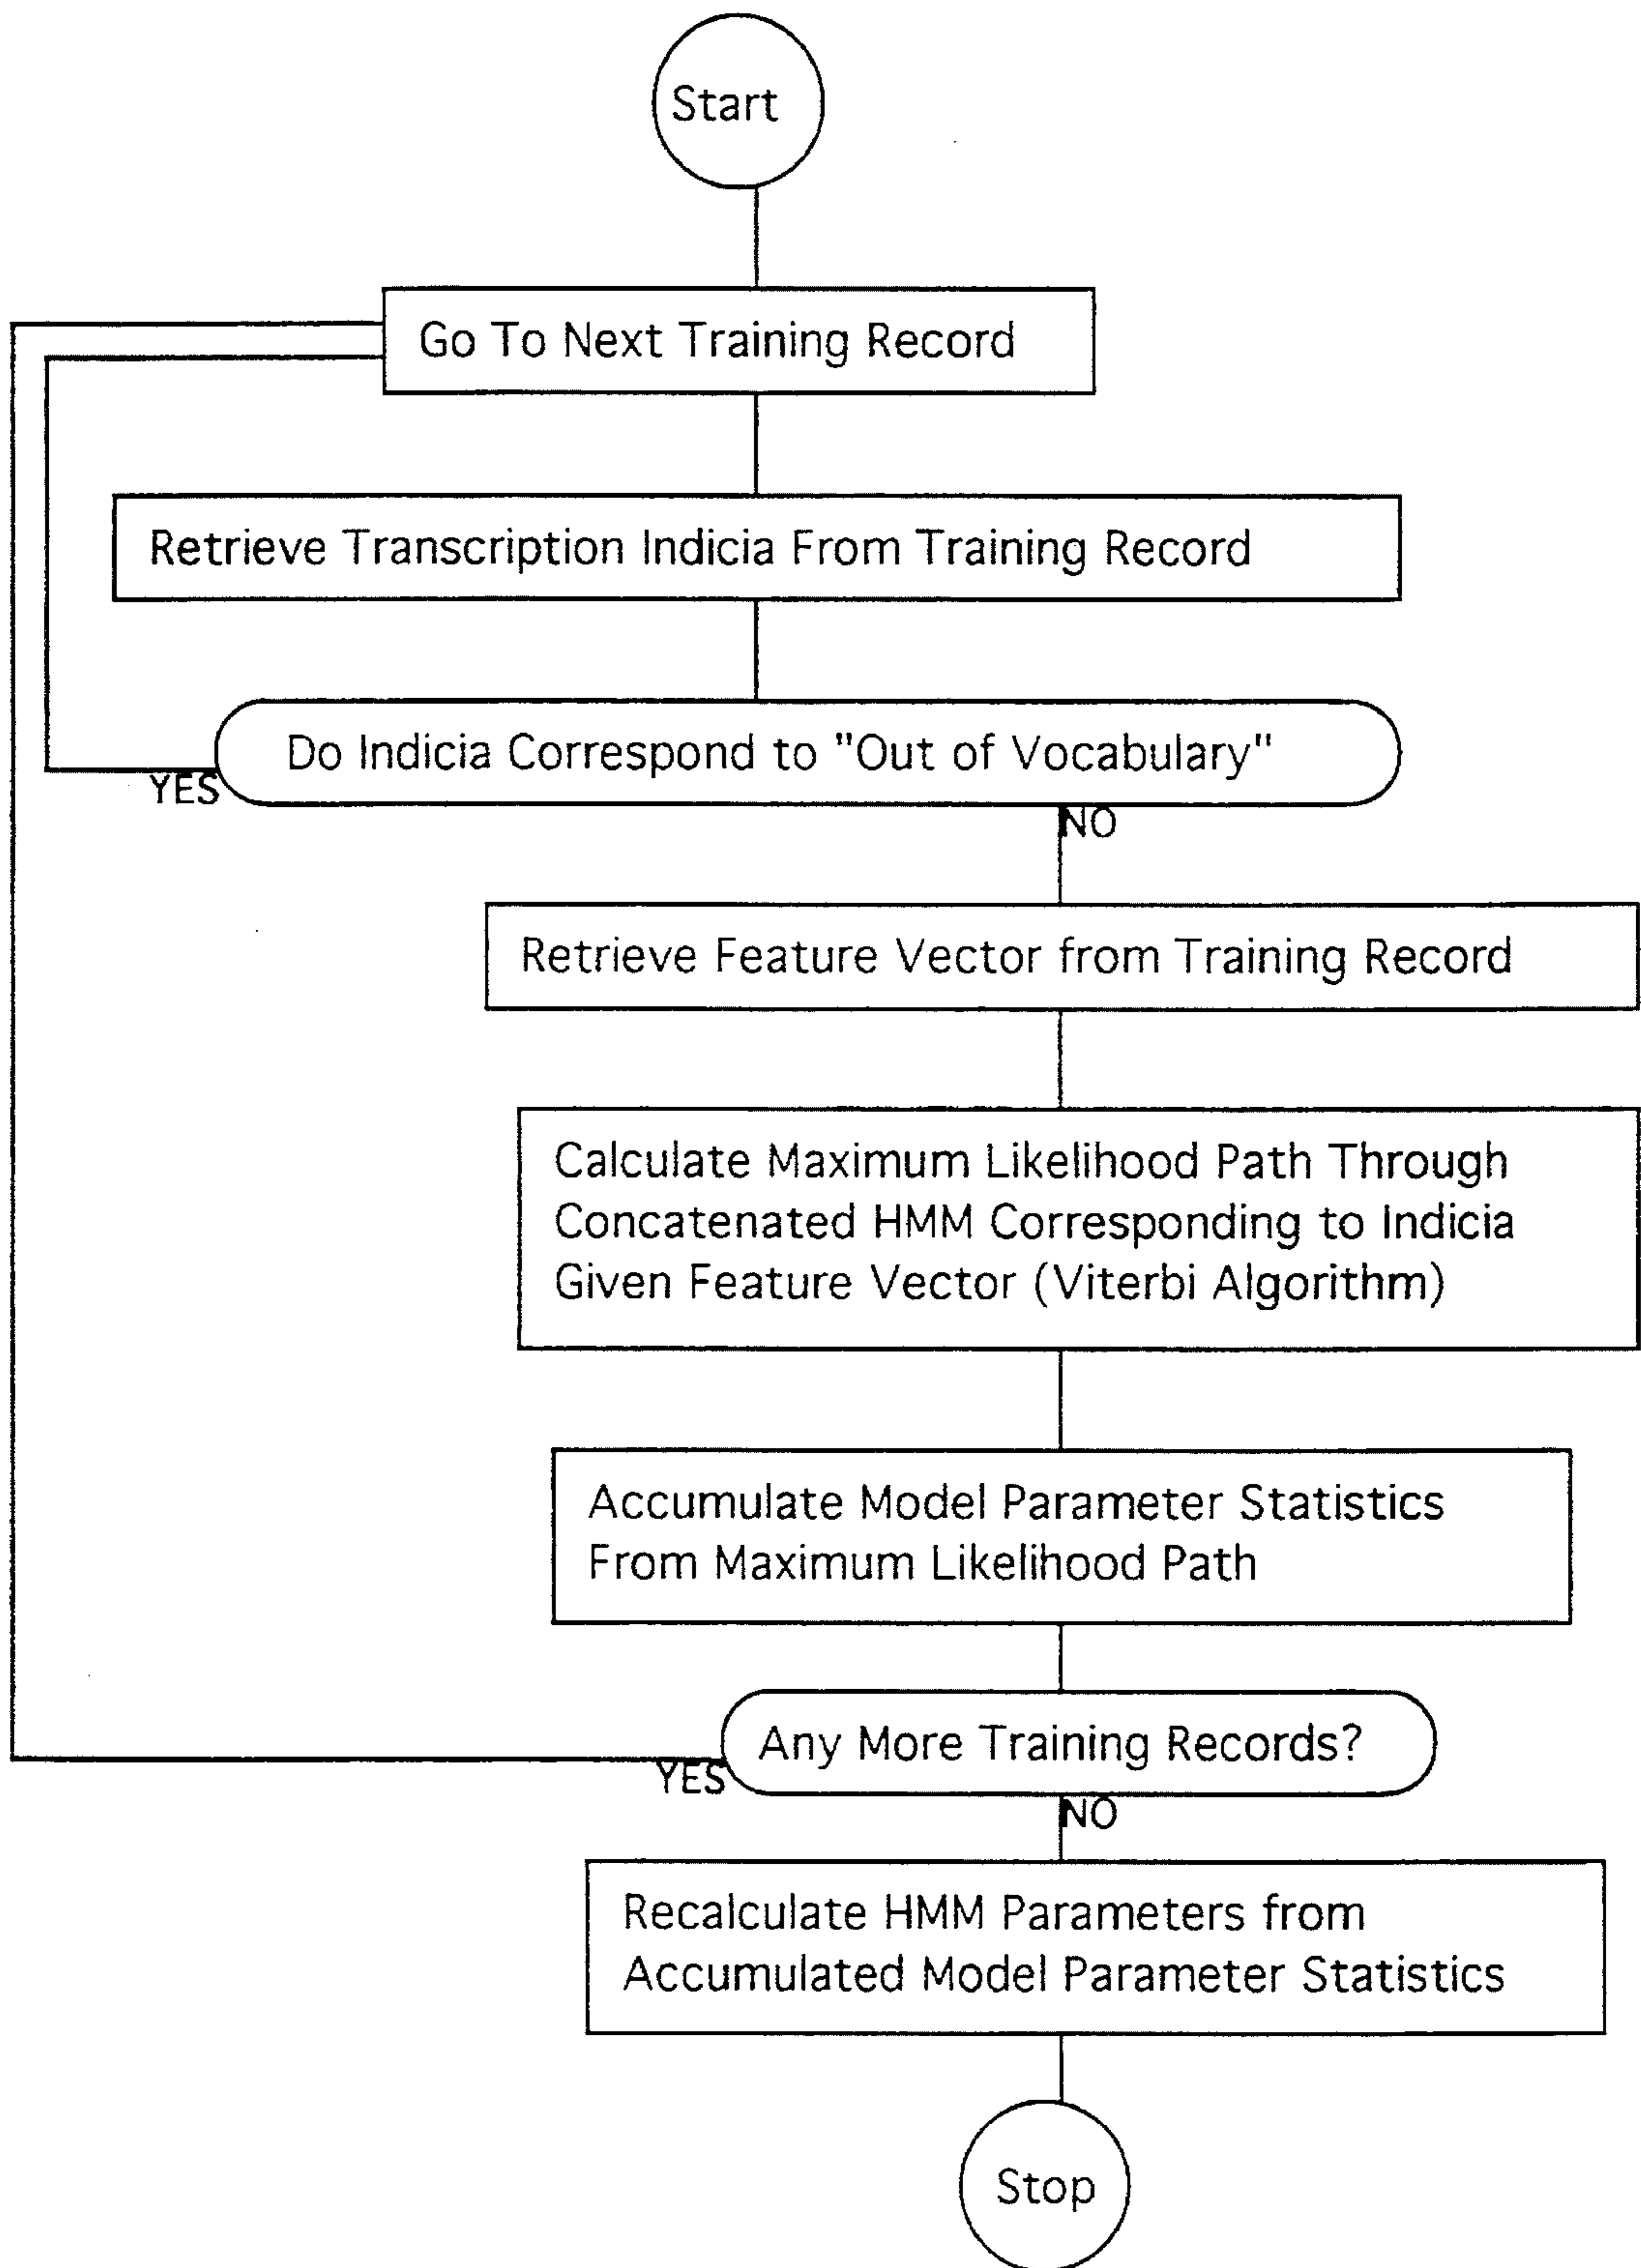 Start
Go To Next Training Record
Retrieve Transcription Indicia From Training Record
Do Indicia Correspond to "Out of Vocabulary"
YES
NO
Retrieve Feature Vector from Training Record
Calculate Maximum Likelihood Path Through
Concatenated HMM Corresponding to Indicia
Given Feature Vector (Viterbi Algorithm)
Accumulate Model Parameter Statistics
From Maximum Likelihood Path
Any More Training Records?
YES
NO
Recalculate HMM Parameters from
Accumulated Model Parameter Statistics
Stop